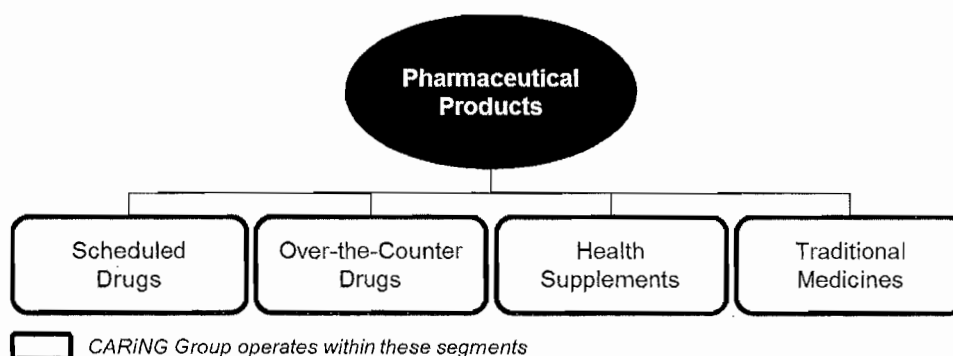 Pharmaceutical
Products
Scheduled
Drugs
Over-the-Counter
Drugs
Health
Supplements
Traditional
Medicines
CARiNG Group operates within these segments